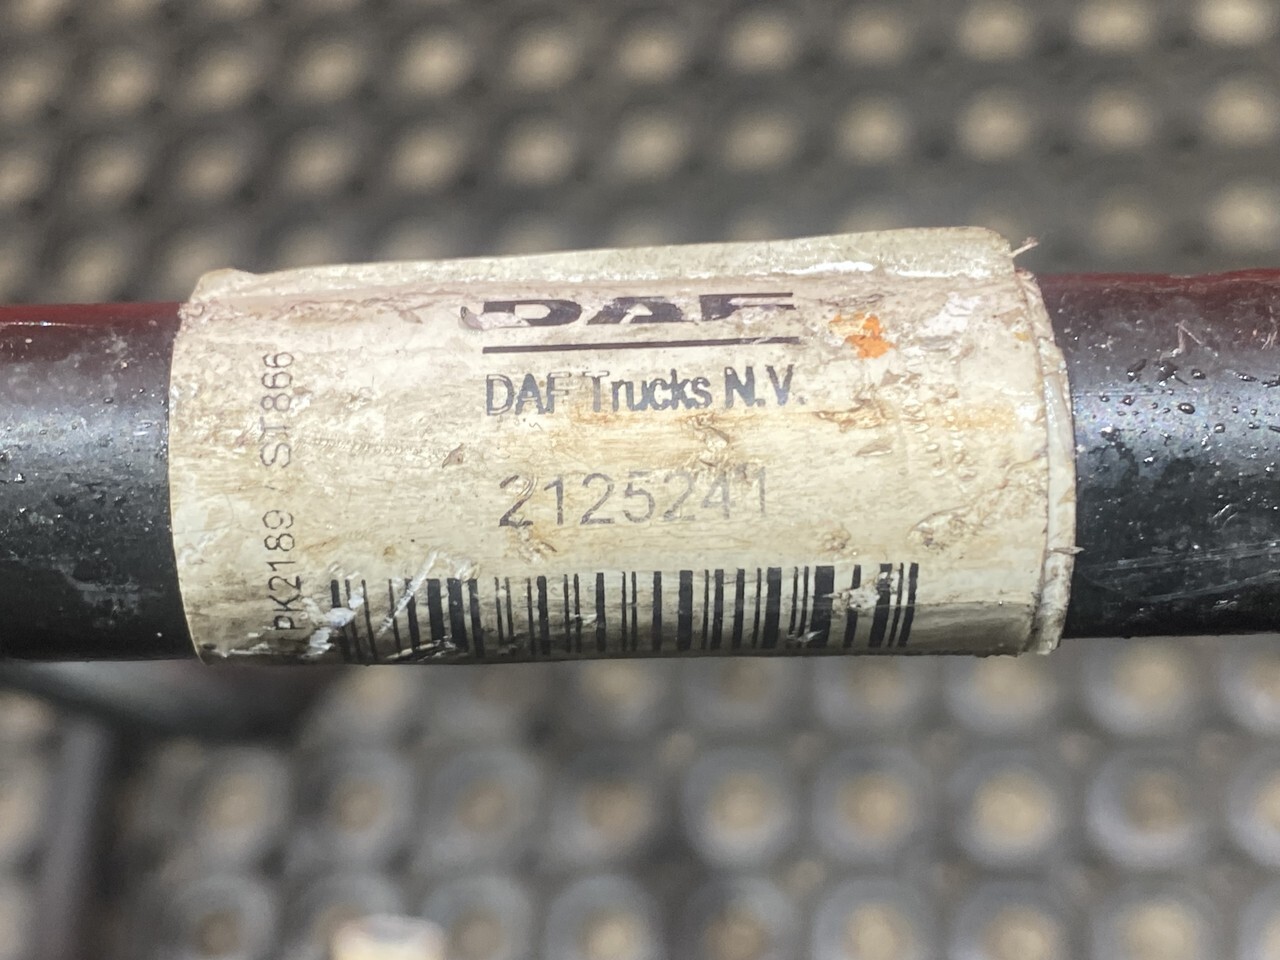 DAF
DAF Trucks N.V.
2125241
PK2189 / ST866